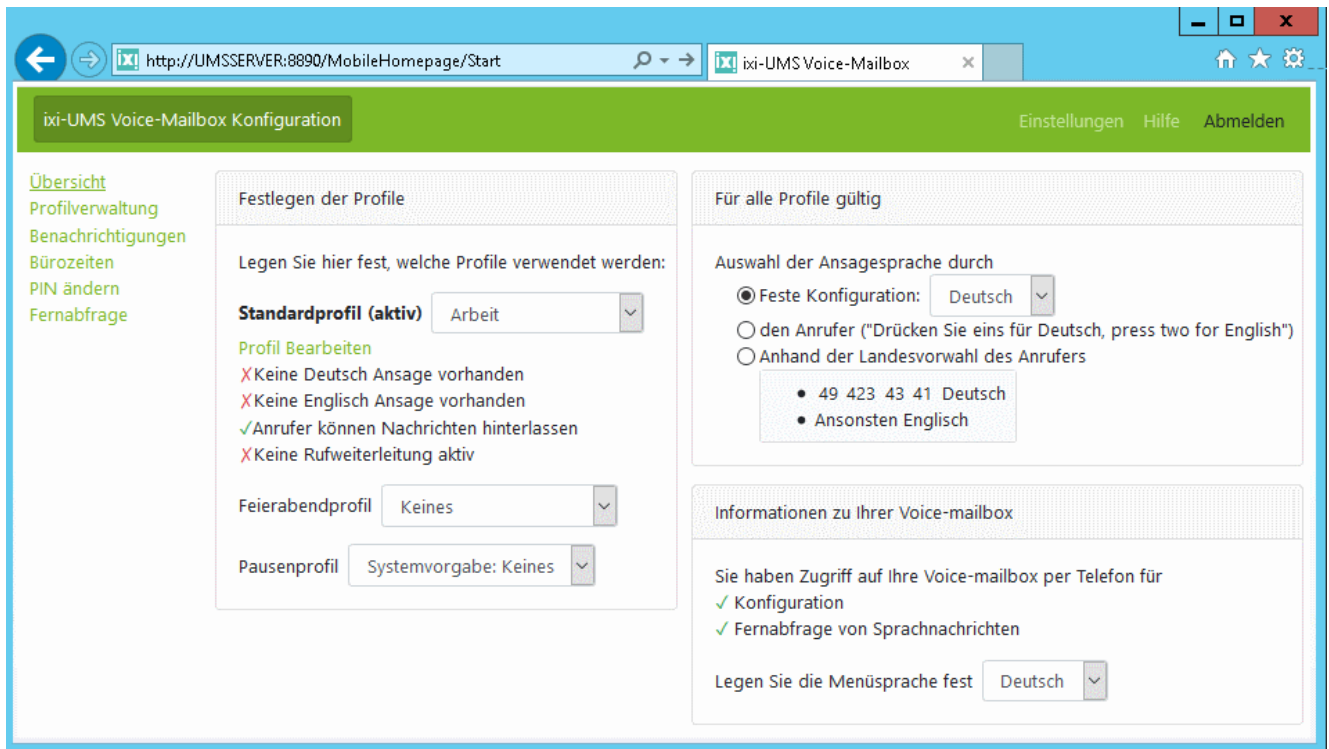 http://UMSSERVER:8890/MobileHomepage/Start
ixi-UMS Voice-Mailbox
ixi-UMS Voice-Mailbox Konfiguration
Einstellungen Hilfe Abmelden
Übersicht
Profilverwaltung
Benachrichtigungen
Bürozeiten
PIN ändern
Fernabfrage
Festlegen der Profile
Legen Sie hier fest, welche Profile verwendet werden:
Standardprofil (aktiv) Arbeit
Profil Bearbeiten
✗Keine Deutsch Ansage vorhanden
✗Keine Englisch Ansage vorhanden
✓Anrufer können Nachrichten hinterlassen
✗Keine Rufweiterleitung aktiv
Feierabendprofil Keines
Pausenprofil Systemvorgabe: Keines
Für alle Profile gültig
Auswahl der Ansagesprache durch
Feste Konfiguration: Deutsch
den Anrufer ("Drücken Sie eins für Deutsch, press two for English")
Anhand der Landesvorwahl des Anrufers
• 49 423 43 41 Deutsch
• Ansonsten Englisch
Informationen zu Ihrer Voice-mailbox
Sie haben Zugriff auf Ihre Voice-mailbox per Telefon für
✓ Konfiguration
✓ Fernabfrage von Sprachnachrichten
Legen Sie die Menüsprache fest Deutsch